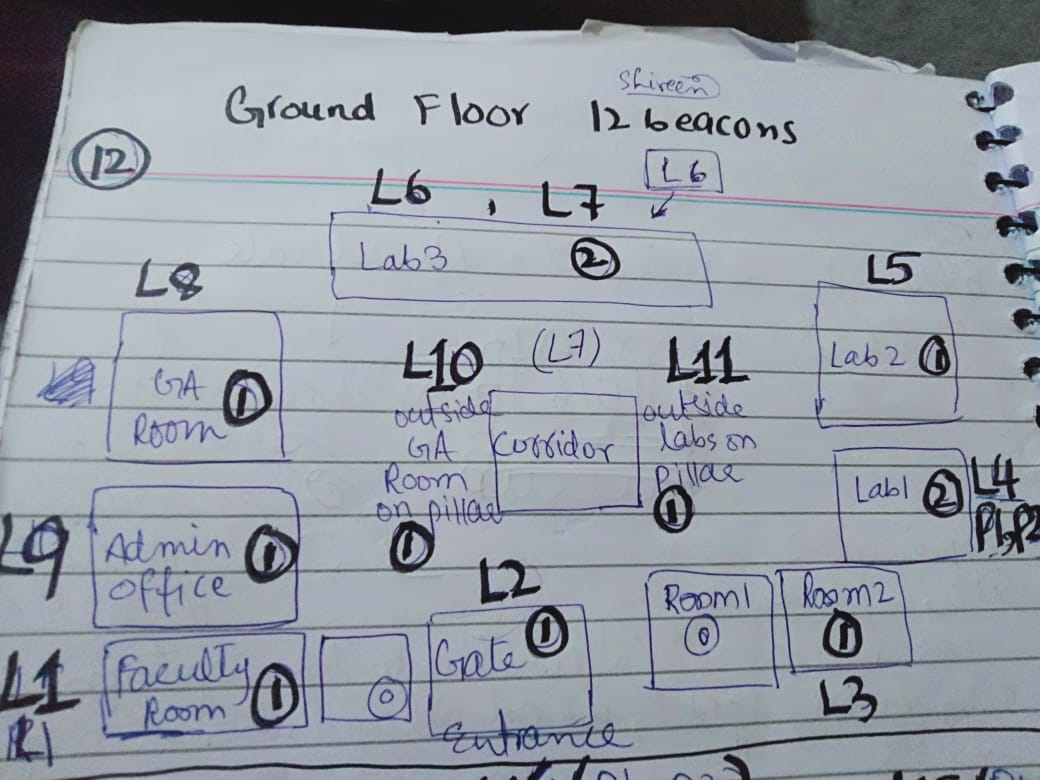 Shireen
Ground Floor 12 beacons
12
L6
L6 , L7
Lab3 2
L8
GA 1
Room
L5
Lab2 1
L10 (L7) L11
outside
GA
Room
on pillar
1
Corridor
outside
labs on
pillar
1
Lab1 2
L4
P1,P2
L9
Admin 1
office
L2
Gate 1
Entrance
Room1
0
Room2
1
L3
L1
R1
Faculty 1
Room
0